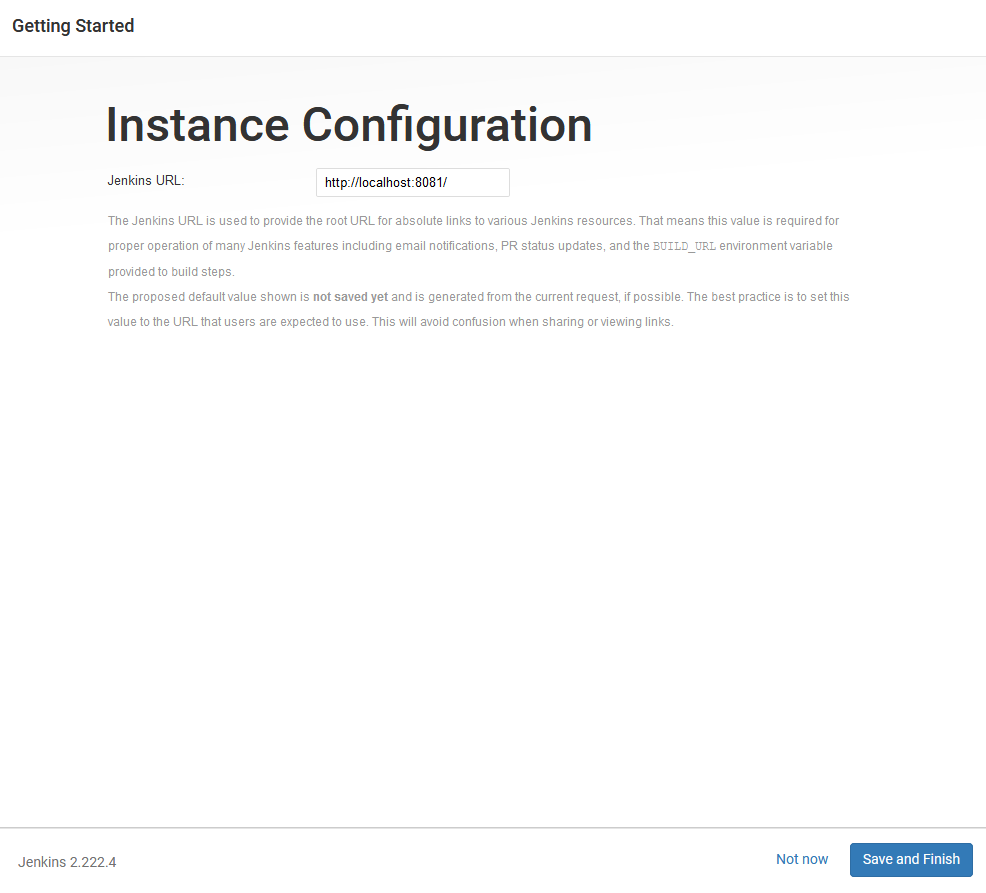 Getting Started
Instance Configuration
Jenkins URL: http://localhost:8081/
The Jenkins URL is used to provide the root URL for absolute links to various Jenkins resources. That means this value is required for
proper operation of many Jenkins features including email notifications, PR status updates, and the BUILD_URL environment variable
provided to build steps.
The proposed default value shown is not saved yet and is generated from the current request, if possible. The best practice is to set this
value to the URL that users are expected to use. This will avoid confusion when sharing or viewing links.
Jenkins 2.222.4 Not now Save and Finish